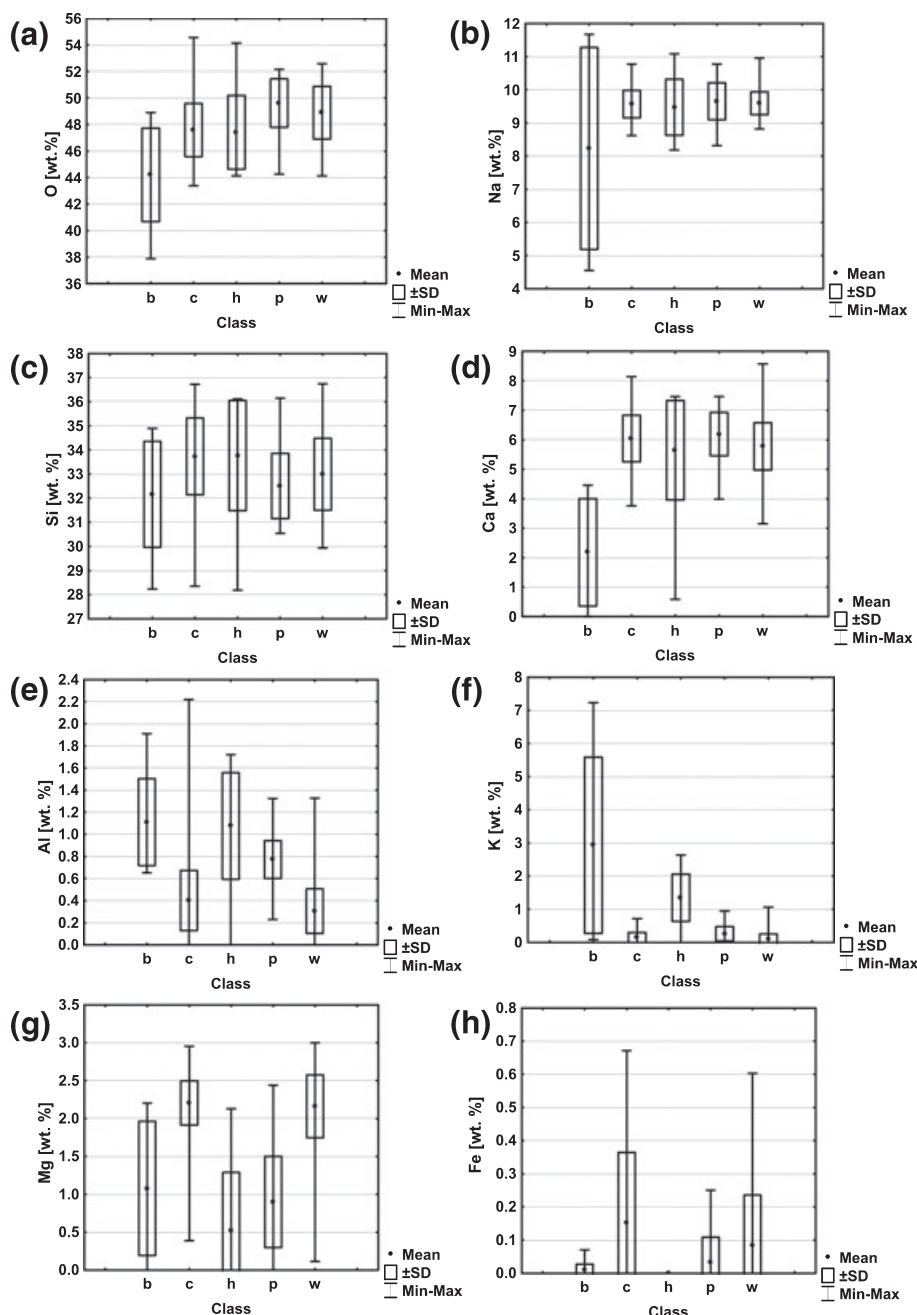 (a)
O [wt.%]
56
54
52
50
48
46
44
42
40
38
36
b c h p w
Class
Mean
±SD
Min-Max
(b)
Na [wt.%]
12
11
10
9
8
7
6
5
4
b c h p w
Class
Mean
±SD
Min-Max
(c)
Si [wt. %]
38
37
36
35
34
33
32
31
30
29
28
27
b c h p w
Class
Mean
±SD
Min-Max
(d)
Ca [wt. %]
9
8
7
6
5
4
3
2
1
0
b c h p w
Class
Mean
±SD
Min-Max
(e)
Al [wt. %]
2.4
2.2
2.0
1.8
1.6
1.4
1.2
1.0
0.8
0.6
0.4
0.2
0.0
b c h p w
Class
Mean
±SD
Min-Max
(f)
K [wt. %]
8
7
6
5
4
3
2
1
0
b c h p w
Class
Mean
±SD
Min-Max
(g)
Mg [wt. %]
3.5
3.0
2.5
2.0
1.5
1.0
0.5
0.0
b c h p w
Class
Mean
±SD
Min-Max
(h)
Fe [wt. %]
0.8
0.7
0.6
0.5
0.4
0.3
0.2
0.1
0.0
b c h p w
Class
Mean
±SD
Min-Max